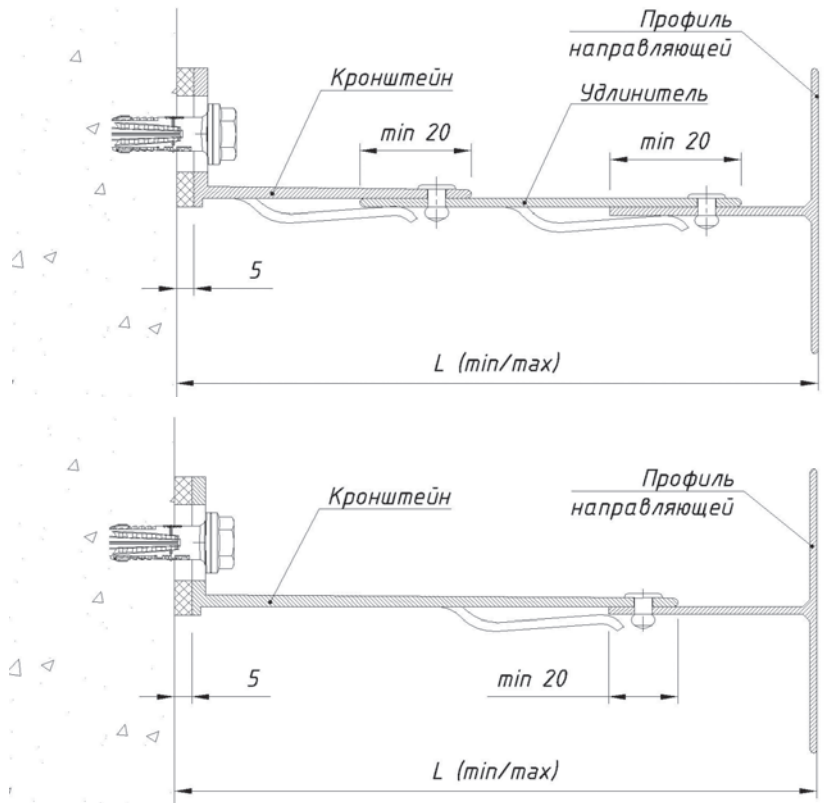 Профиль
направляющей
Кронштейн
Удлинитель
min 20
min 20
5
L (min/max)
Профиль
направляющей
Кронштейн
5
min 20
L (min/max)